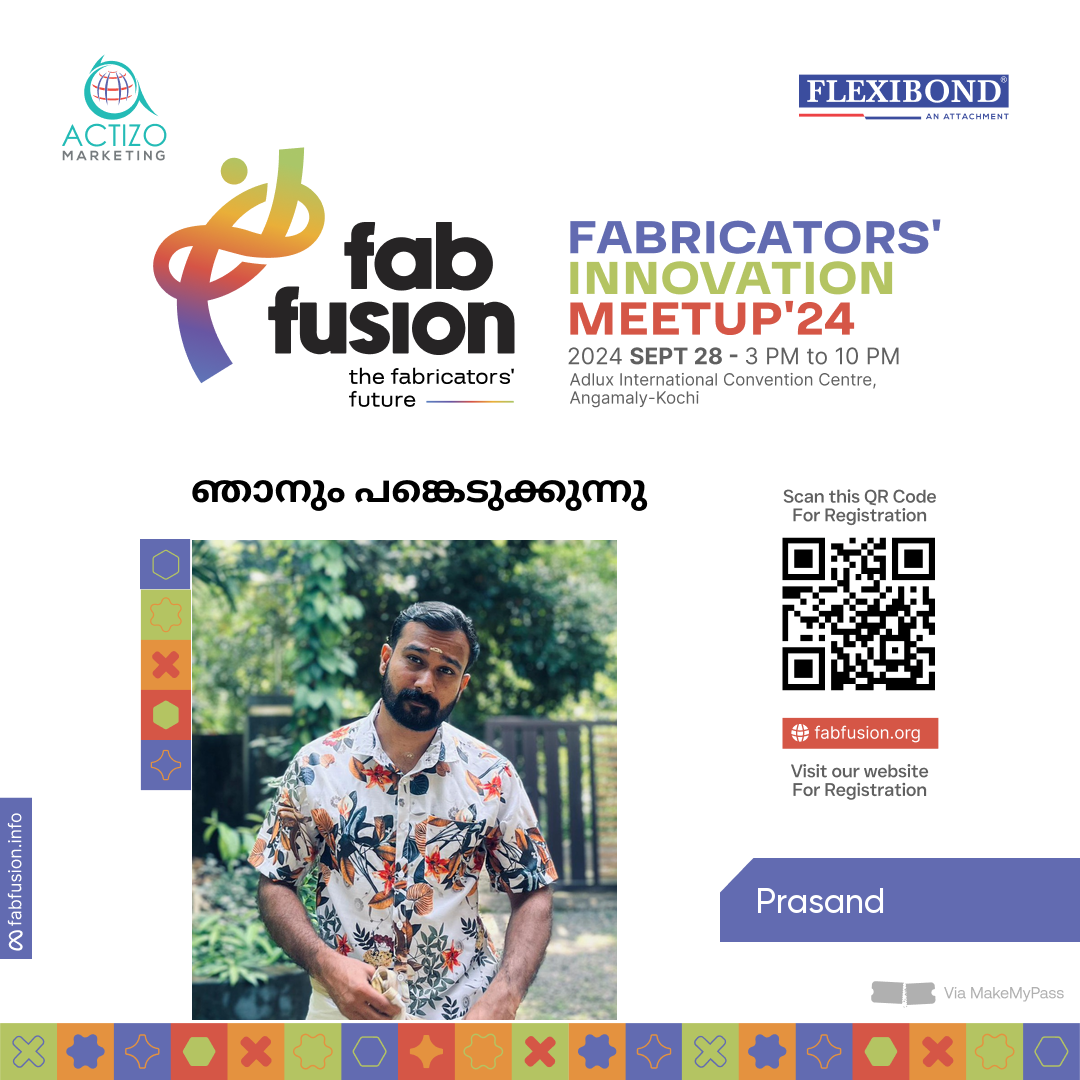 ACTIZO
MARKETING
FLEXIBOND®
AN ATTACHMENT
fab
fusion
the fabricators'
future
FABRICATORS'
INNOVATION
MEETUP'24
2024 SEPT 28 - 3 PM to 10 PM
Adlux International Convention Centre,
Angamaly-Kochi
ഞാനും പങ്കെടുക്കുന്നു
Scan this QR Code
For Registration
fabfusion.org
Visit our website
For Registration
fabfusion.info
Prasand
Via MakeMyPass